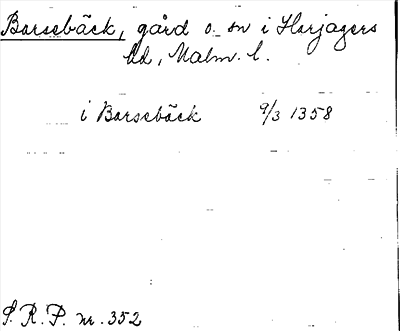 Barsebäck, gård o. sn i Harjagers
hd, Malm. l.
i Barsebäck 9/3 1358
S. R. P. nr. 352